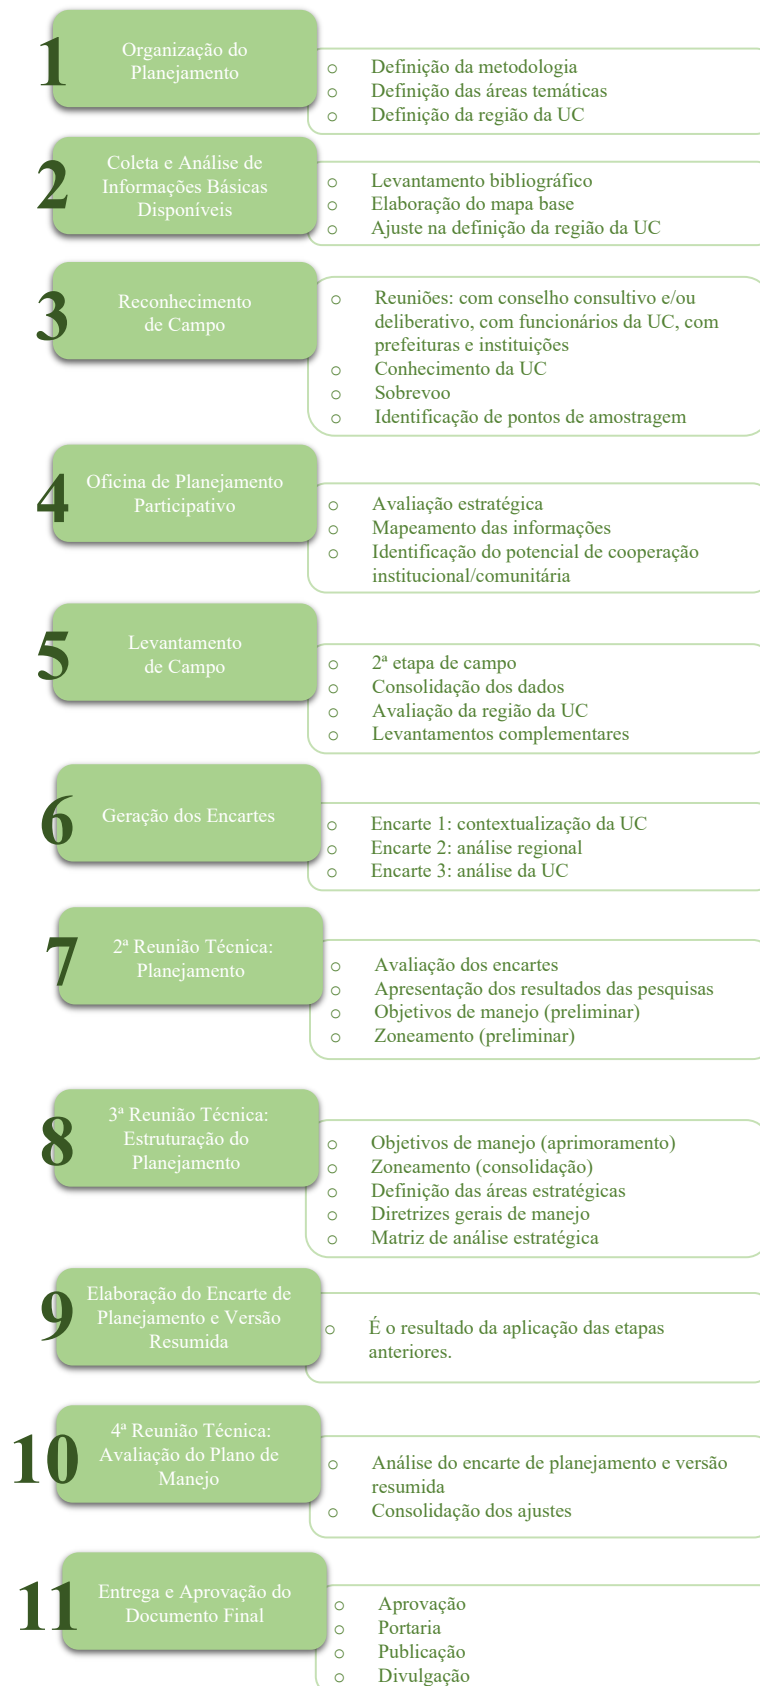 1
Organização do
Planejamento
o Definição da metodologia
o Definição das áreas temáticas
o Definição da região da UC
2
Coleta e Análise de
Informações Básicas
Disponíveis
o Levantamento bibliográfico
o Elaboração do mapa base
o Ajuste na definição da região da UC
3
Reconhecimento
de Campo
o Reuniões: com conselho consultivo e/ou
deliberativo, com funcionários da UC, com
prefeituras e instituições
o Conhecimento da UC
o Sobrevoo
o Identificação de pontos de amostragem
4
Oficina de Planejamento
Participativo
o Avaliação estratégica
o Mapeamento das informações
o Identificação do potencial de cooperação
institucional/comunitária
5
Levantamento
de Campo
o 2ª etapa de campo
o Consolidação dos dados
o Avaliação da região da UC
o Levantamentos complementares
6
Geração dos Encartes
o Encarte 1: contextualização da UC
o Encarte 2: análise regional
o Encarte 3: análise da UC
7
2ª Reunião Técnica:
Planejamento
o Avaliação dos encartes
o Apresentação dos resultados das pesquisas
o Objetivos de manejo (preliminar)
o Zoneamento (preliminar)
8
3ª Reunião Técnica:
Estruturação do
Planejamento
o Objetivos de manejo (aprimoramento)
o Zoneamento (consolidação)
o Definição das áreas estratégicas
o Diretrizes gerais de manejo
o Matriz de análise estratégica
9
Elaboração do Encarte de
Planejamento e Versão
Resumida
o É o resultado da aplicação das etapas
anteriores.
10
4ª Reunião Técnica:
Avaliação do Plano de
Manejo
o Análise do encarte de planejamento e versão
resumida
o Consolidação dos ajustes
11
Entrega e Aprovação do
Documento Final
o Aprovação
o Portaria
o Publicação
o Divulgação